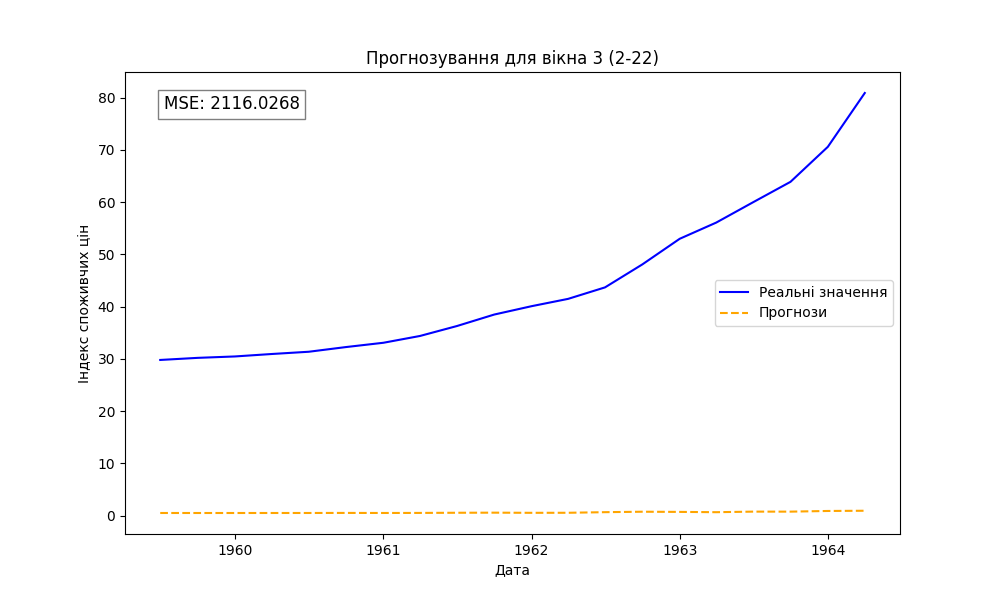 Прогнозування для вікна 3 (2-22)
MSE: 2116.0268
80
70
60
50
40
30
20
10
0
Індекс споживчих цін
Реальні значення
Прогнози
1960
1961
1962
1963
1964
Дата